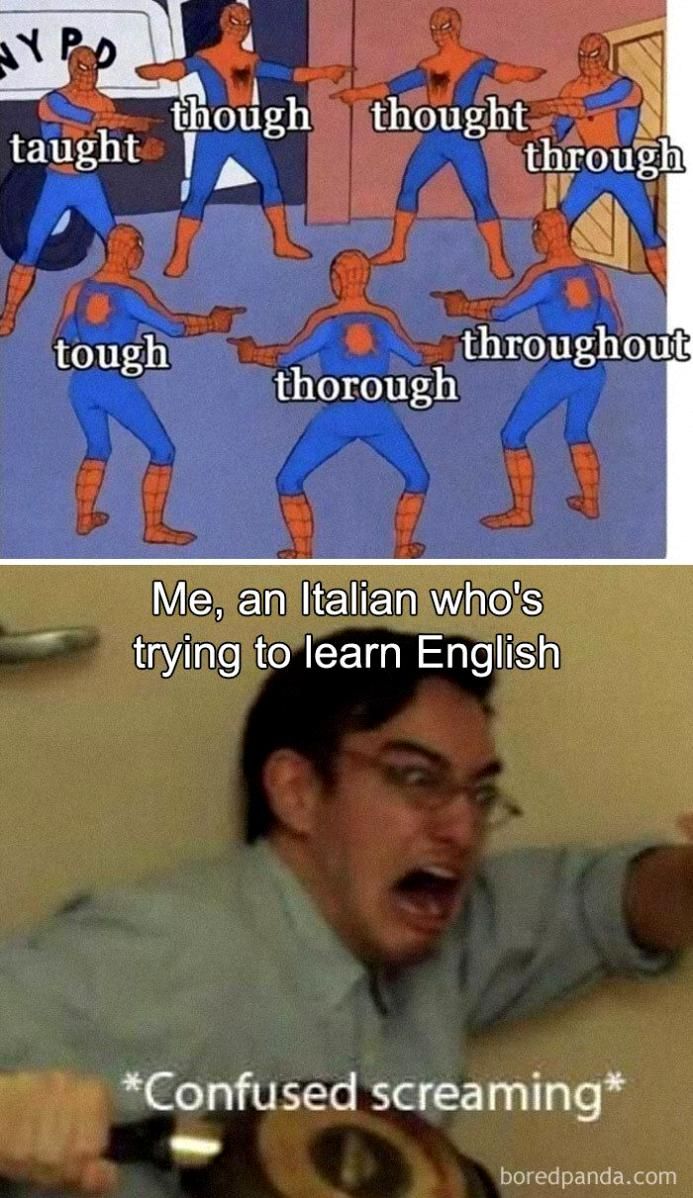 NYPD
though
thought
taught
through
tough
throughout
thorough
Me, an Italian who's
trying to learn English
*Confused screaming*
boredpanda.com